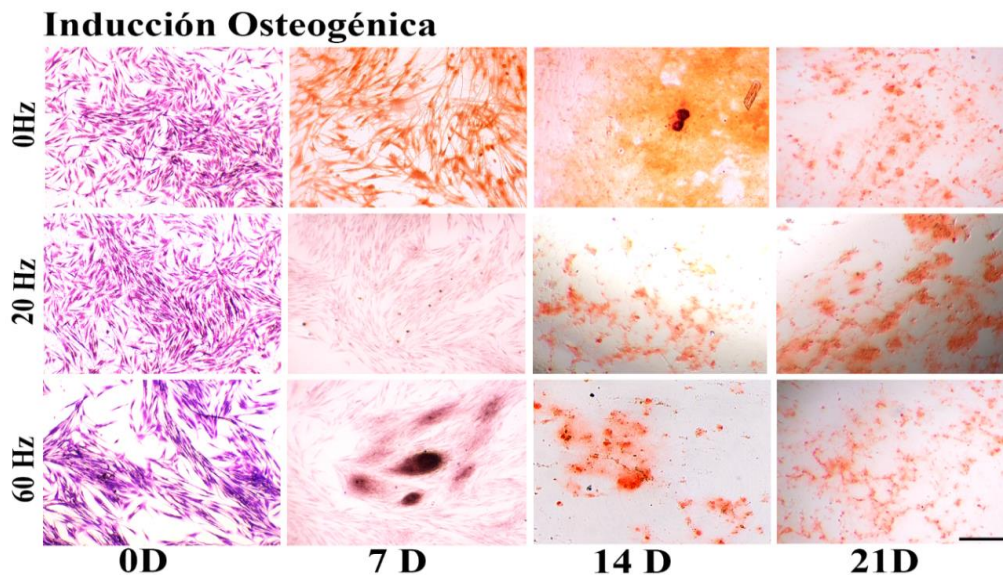 Inducción Osteogénica
0Hz
20 Hz
60 Hz
0D
7 D
14 D
21D